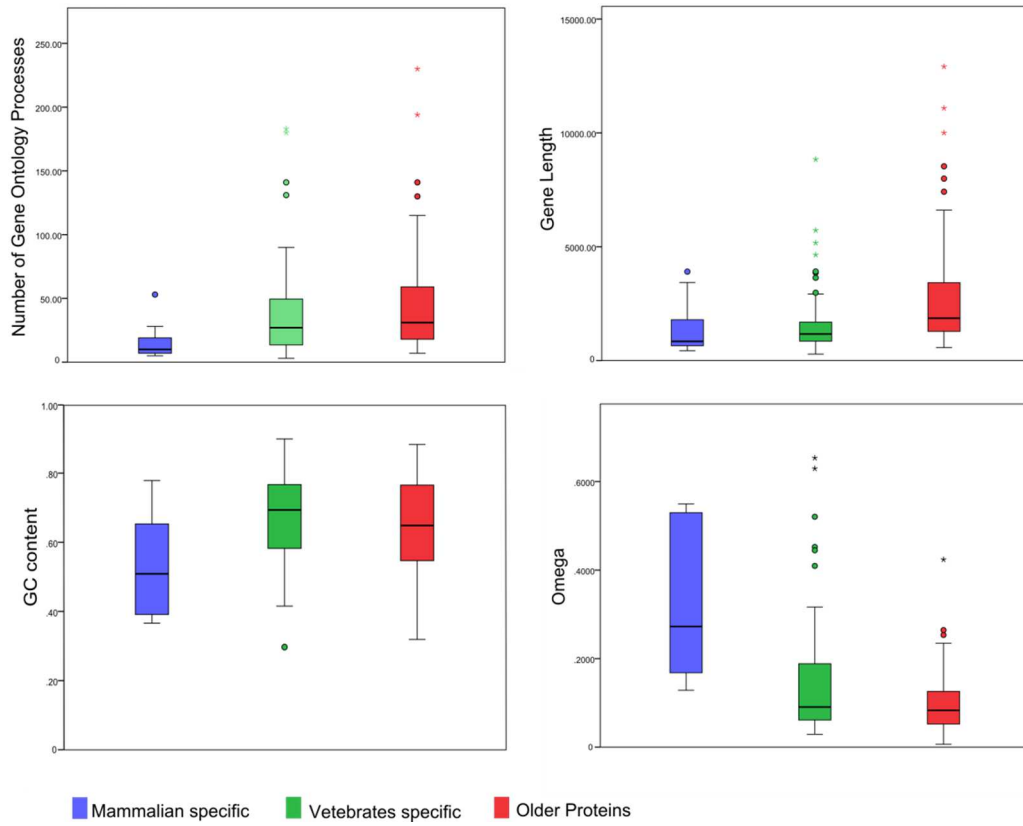 Number of Gene Ontology Processes
250.00
200.00
150.00
100.00
50.00
0
Gene Length
15000.00
10000.00
5000.00
0
GC content
1.00
.80
.60
.40
.20
0
Omega
.6000
.4000
.2000
0
Mammalian specific
Vetebrates specific
Older Proteins